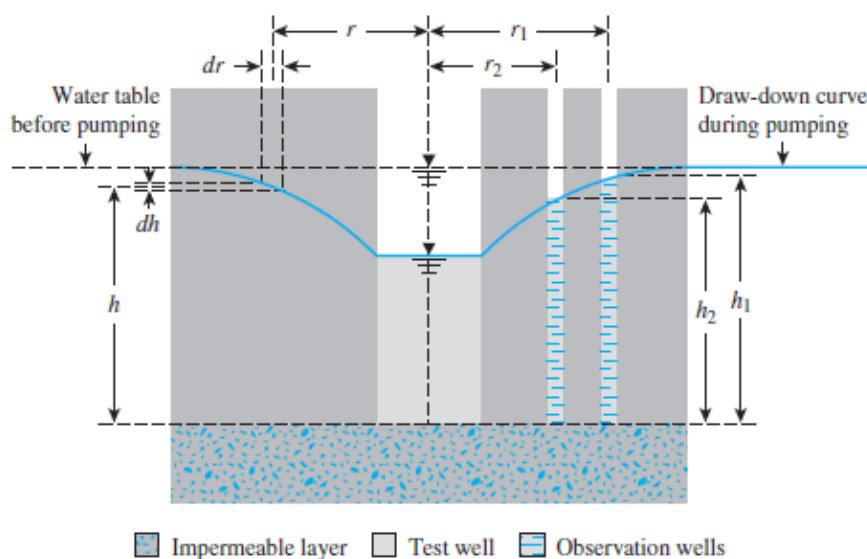 r
r₁
dr
r₂
Water table
before pumping
Draw-down curve
during pumping
dh
h
h₂
h₁
Impermeable layer
Test well
Observation wells